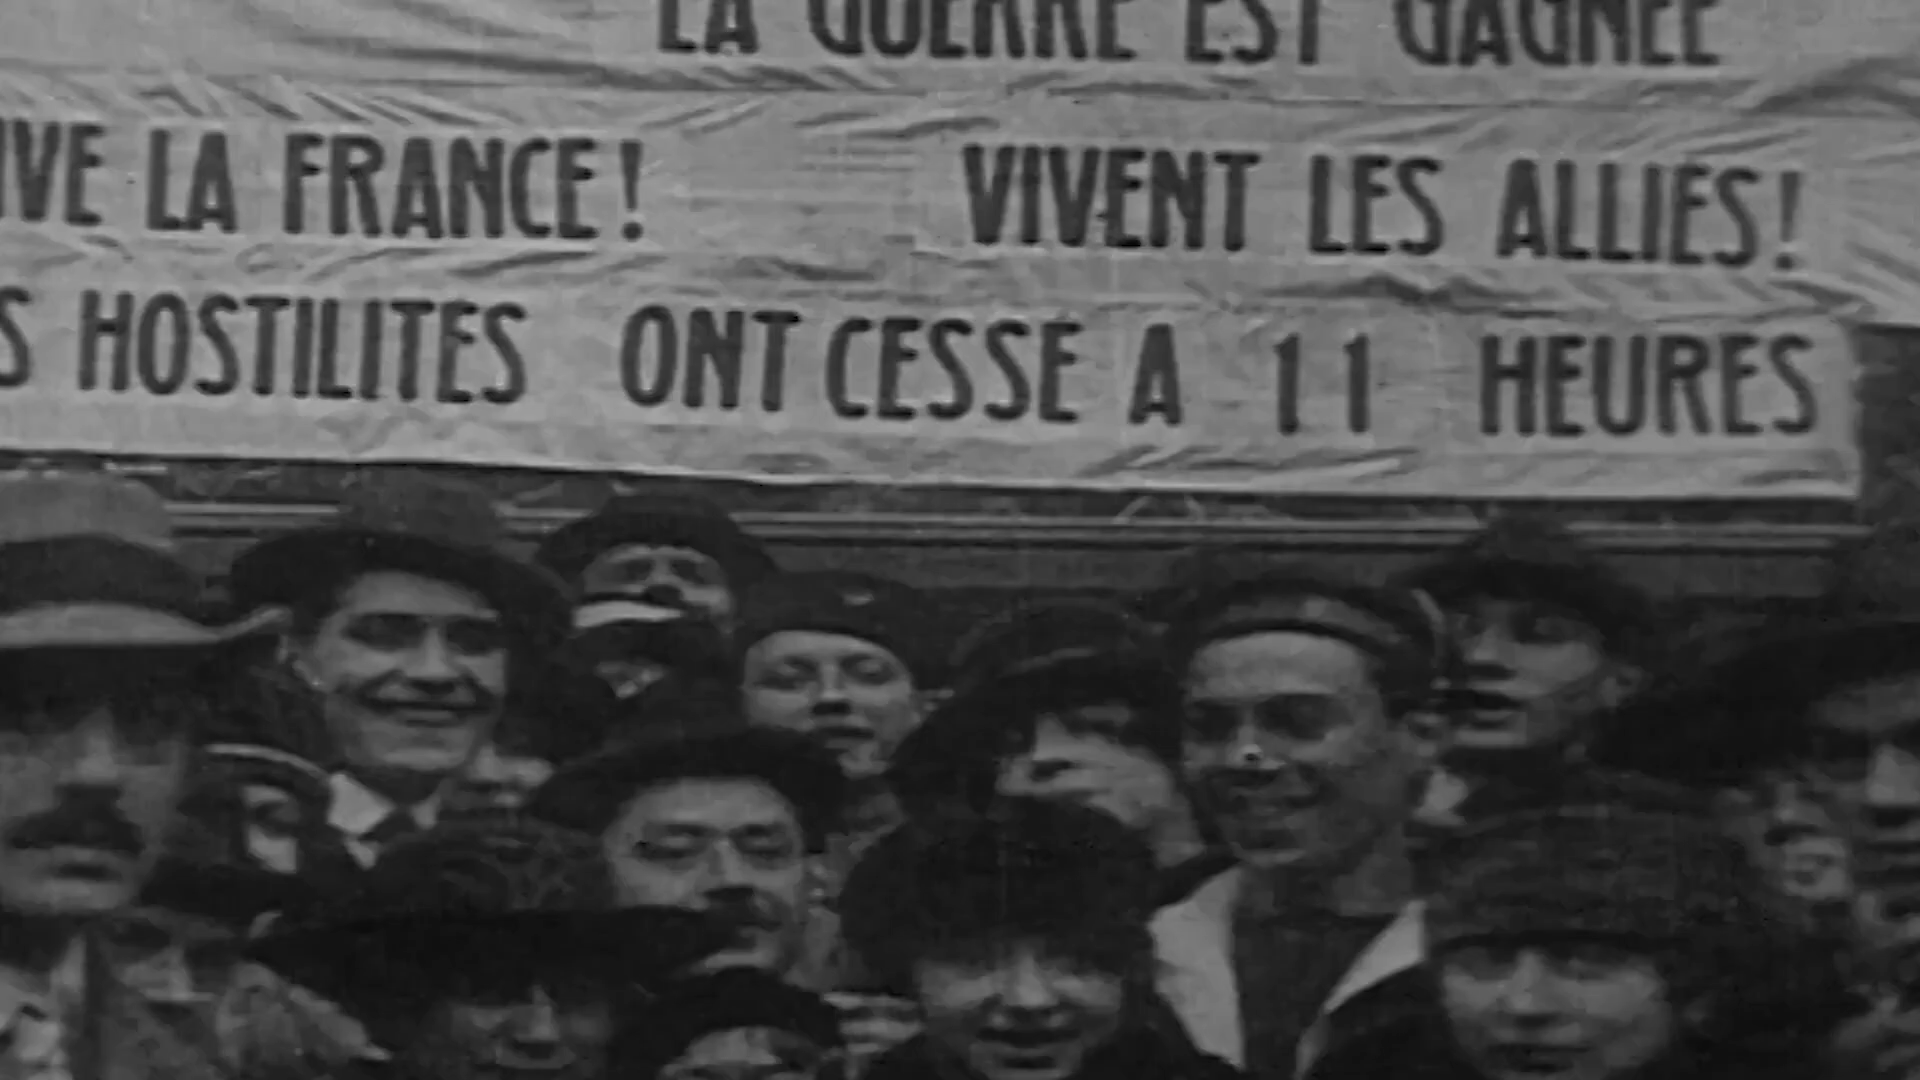 LA GUERRE EST GAGNEE
IVE LA FRANCE! VIVENT LES ALLIES!
S HOSTILITES ONT CESSE A 11 HEURES